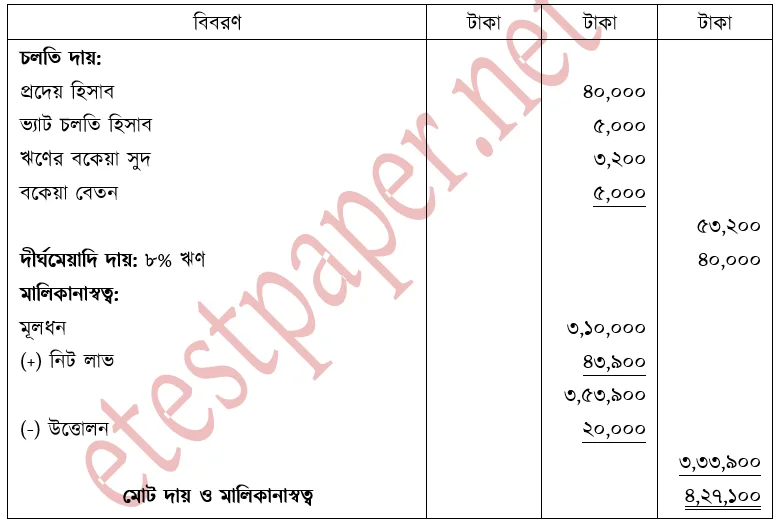 বিবরণ টাকা টাকা টাকা
চলতি দায়:
প্রদেয় হিসাব ৪০,০০০
ভ্যাট চলতি হিসাব ৫,০০০
ঋণের বকেয়া সুদ ৩,২০০
বকেয়া বেতন ৫,০০০
৫৩,২০০
দীর্ঘমেয়াদি দায়: ৮% ঋণ ৪০,০০০
মালিকানাস্বত্ব:
মূলধন ৩,১০,০০০
(+) নিট লাভ ৪৩,৯০০
৩,৫৩,৯০০
(-) উত্তোলন ২০,০০০
৩,৩৩,৯০০
মোট দায় ও মালিকানাস্বত্ব ৪,২৭,১০০
etestpaper.net